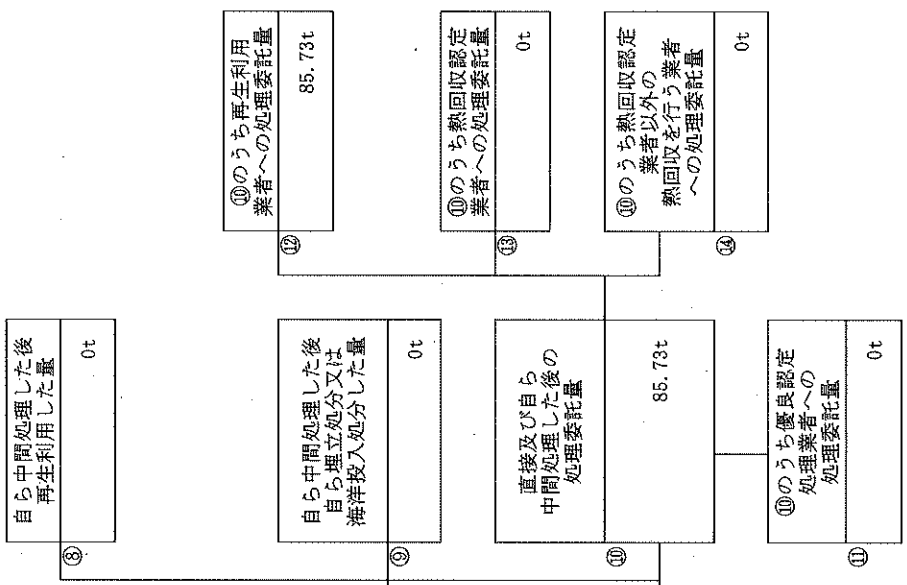 ⑧
自ら中間処理した後
再生利用した量
0t
⑨
自ら中間処理した後
自ら埋立処分又は
海洋投入処分した量
0t
⑩
直接及び自ら
中間処理した後の
処理委託量
85.73t
⑪
⑩のうち優良認定
処理業者への
処理委託量
0t
⑫
⑩のうち再生利用
業者への処理委託量
85.73t
⑬
⑩のうち熱回収認定
業者への処理委託量
0t
⑭
⑩のうち熱回収認定
業者以外の
熱回収を行う業者
への処理委託量
0t